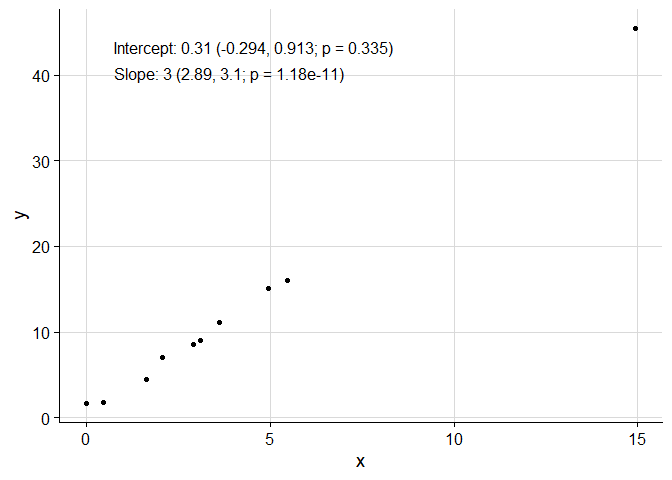 Intercept: 0.31 (-0.294, 0.913; p = 0.335)
Slope: 3 (2.89, 3.1; p = 1.18e-11)
40
30
20
10
0
y
0 5 10 15
x